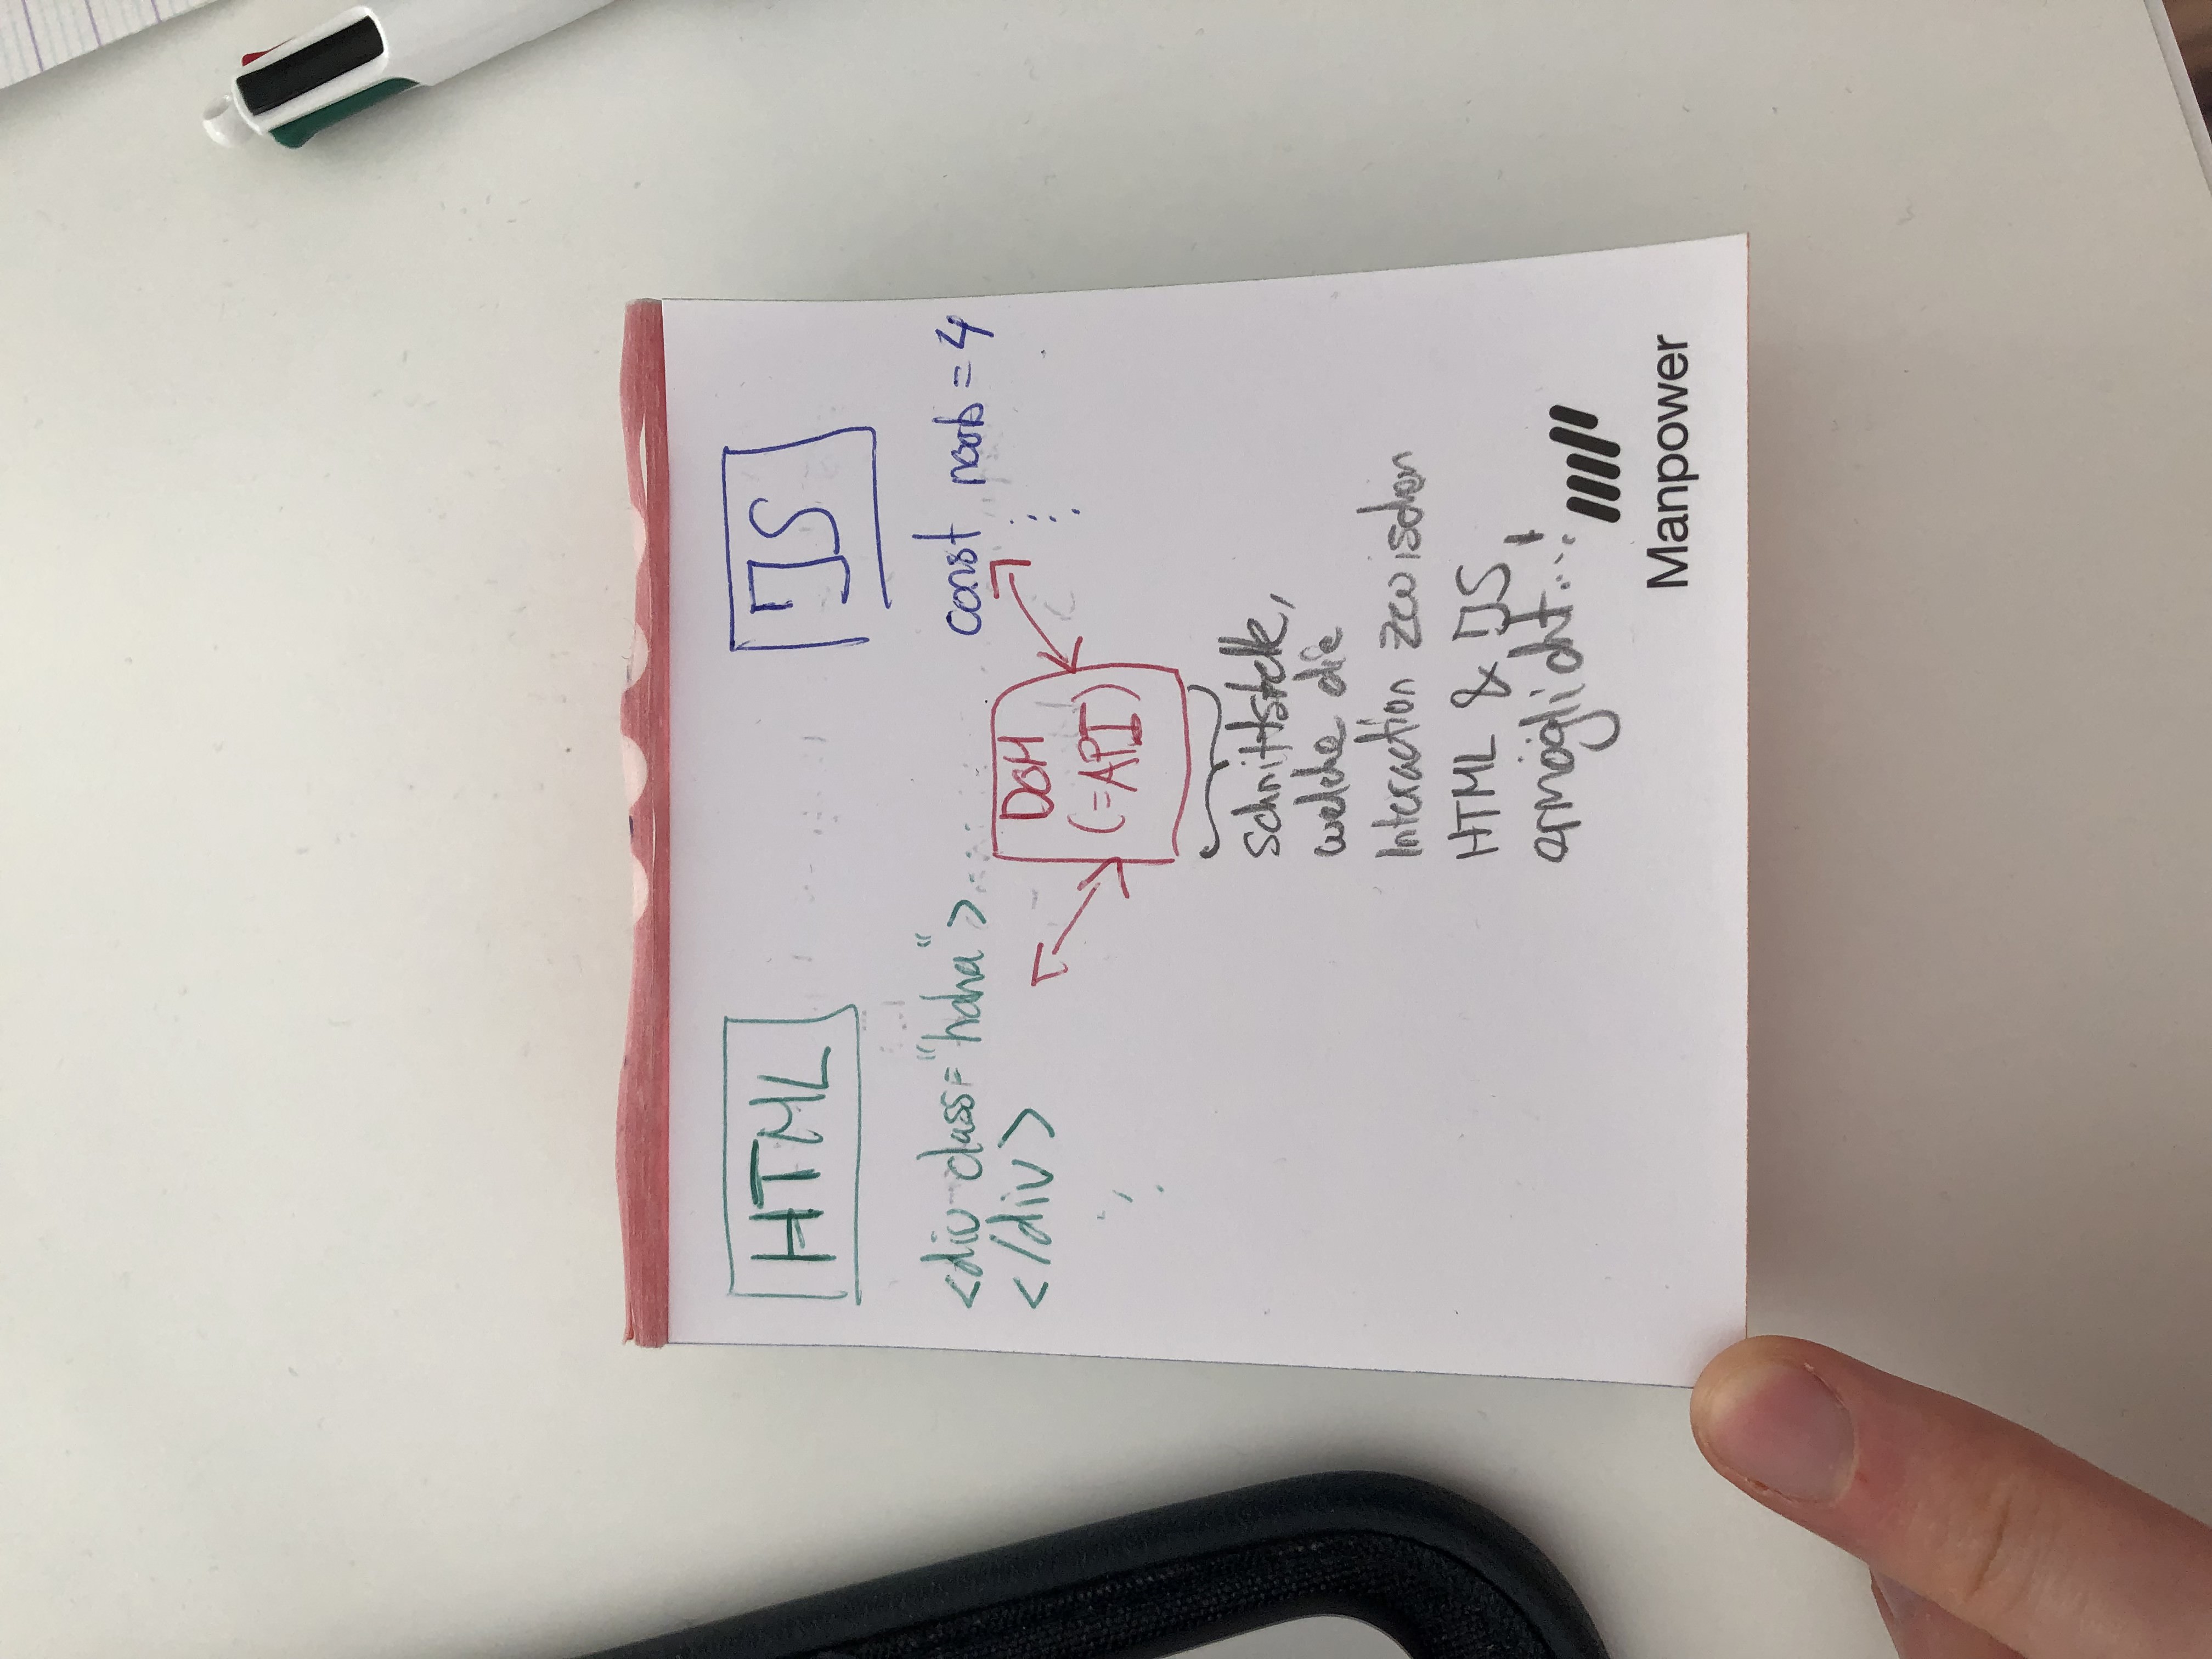 HTML
JS
<div class="haha">
</div>
const noob = 4
DOM
(=API)
Schnittstelle,
welche die
Interaction zwischen
HTML & JS
ermöglicht...!
Manpower